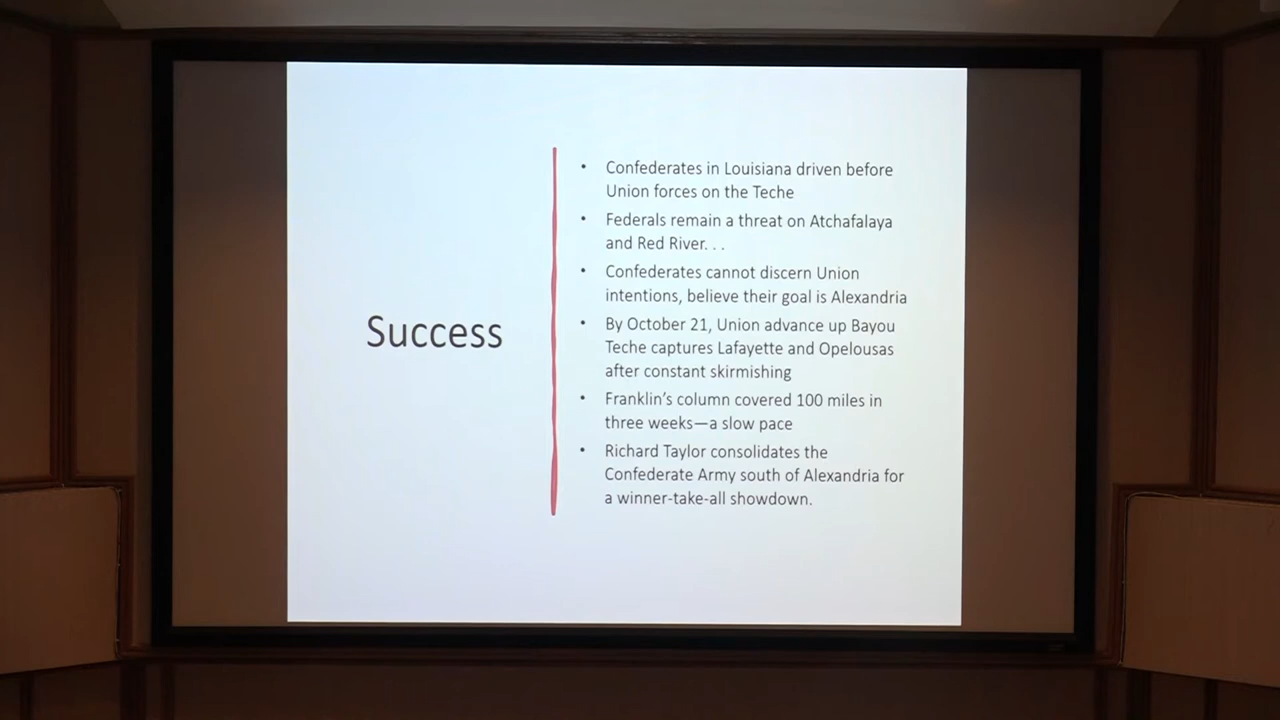 Success
• Confederates in Louisiana driven before
Union forces on the Teche
• Federals remain a threat on Atchafalaya
and Red River. . .
• Confederates cannot discern Union
intentions, believe their goal is Alexandria
• By October 21, Union advance up Bayou
Teche captures Lafayette and Opelousas
after constant skirmishing
• Franklin's column covered 100 miles in
three weeks—a slow pace
• Richard Taylor consolidates the
Confederate Army south of Alexandria for
a winner-take-all showdown.